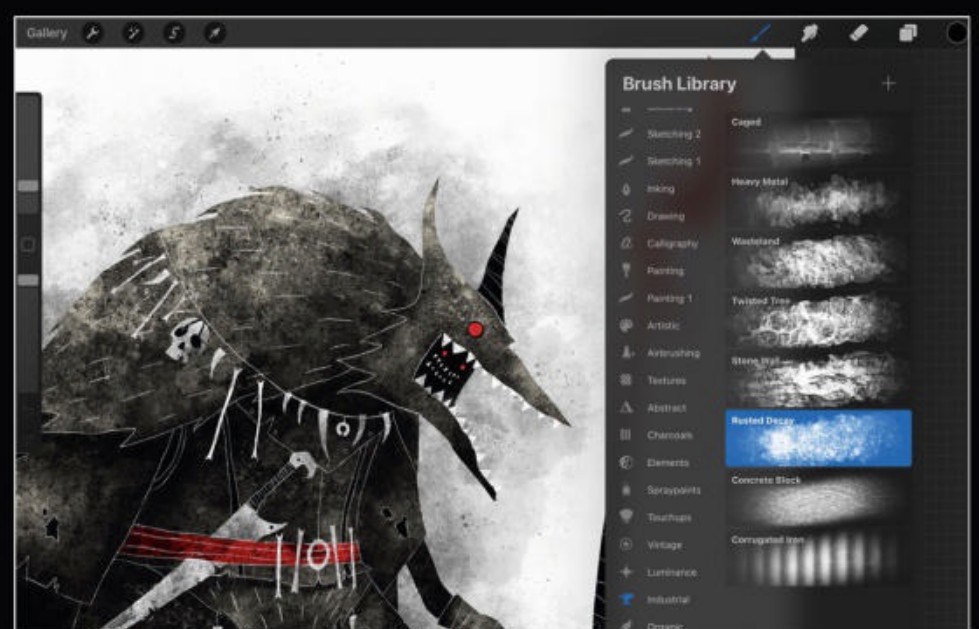 Gallery
Brush Library
Sketching 2
Sketching 1
Inking
Drawing
Calligraphy
Painting
Painting 1
Artistic
Airbrushing
Textures
Abstract
Charcoals
Elements
Spraypaints
Touchups
Vintage
Luminance
Industrial
Organic
Caged
Heavy Metal
Wasteland
Twisted Tree
Stone Wall
Rusted Decay
Concrete Block
Corrugated Iron